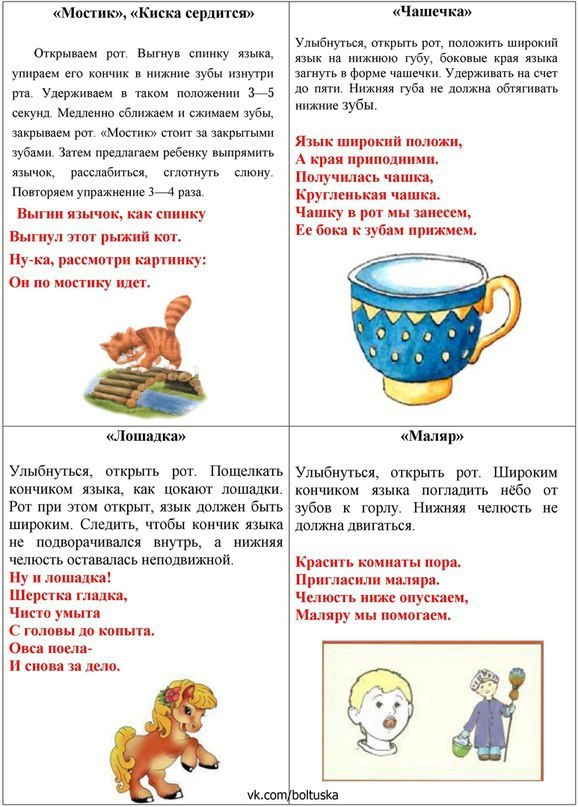 «Мостик», «Киска сердится»
Открываем рот. Выгнув спинку языка,
упираем его кончик в нижние зубы изнутри
рта. Удерживаем в таком положении 3—5
секунд. Медленно сближаем и сжимаем зубы,
закрываем рот. «Мостик» стоит за закрытыми
зубами. Затем предлагаем ребенку выпрямить
язычок, расслабиться, сглотнуть слюну.
Повторяем упражнение 3—4 раза.
Выгни язычок, как спинку
Выгнул этот рыжий кот.
Ну-ка, рассмотри картинку:
Он по мостику идет.
«Чашечка»
Улыбнуться, открыть рот, положить широкий
язык на нижнюю губу, боковые края языка
загнуть в форме чашечки. Удерживать на счет
до пяти. Нижняя губа не должна обтягивать
нижние зубы.
Язык широкий положи,
А края приподними.
Получилась чашка,
Кругленькая чашка.
Чашку в рот мы занесем,
Ее бока к зубам прижмем.
«Лошадка»
Улыбнуться, открыть рот. Пощелкать
кончиком языка, как цокают лошадки.
Рот при этом открыт, язык должен быть
широким. Следить, чтобы кончик языка
не подворачивался внутрь, а нижняя
челюсть оставалась неподвижной.
Ну и лошадка!
Шерстка гладка,
Чисто умыта
С головы до копыта.
Овса поела-
И снова за дело.
«Маляр»
Улыбнуться, открыть рот. Широким
кончиком языка погладить нёбо от
зубов к горлу. Нижняя челюсть не
должна двигаться.
Красить комнаты пора.
Пригласили маляра.
Челюсть ниже опускаем,
Маляру мы помогаем.
vk.com/boltuska